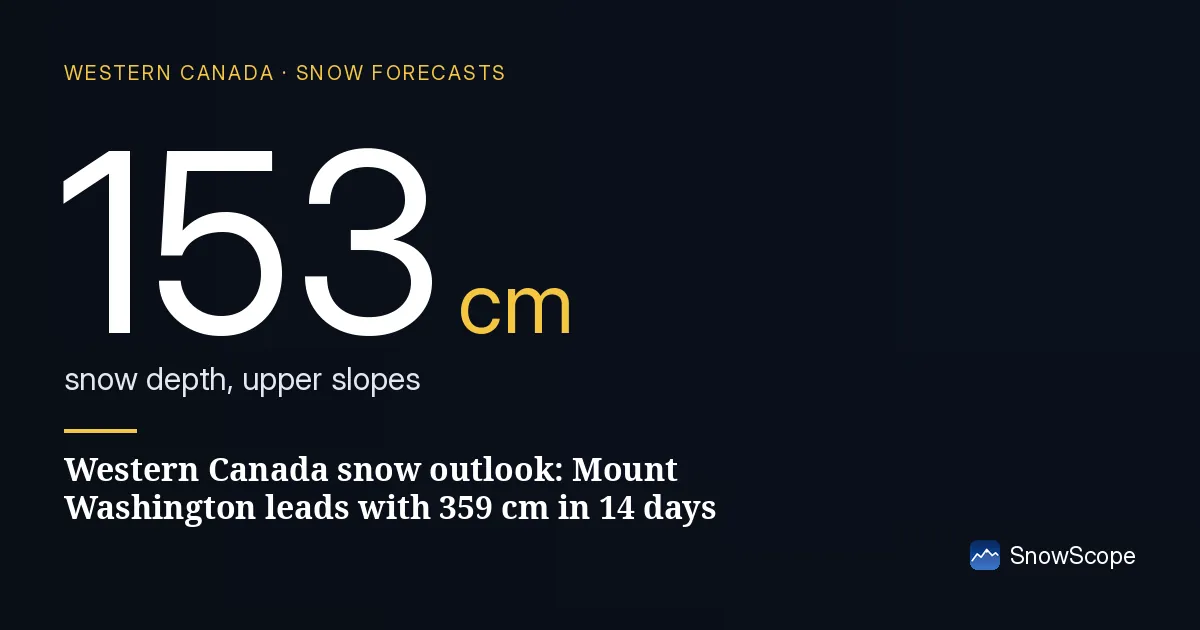 WESTERN CANADA · SNOW FORECASTS
153 cm
snow depth, upper slopes
Western Canada snow outlook: Mount
Washington leads with 359 cm in 14 days
SnowScope